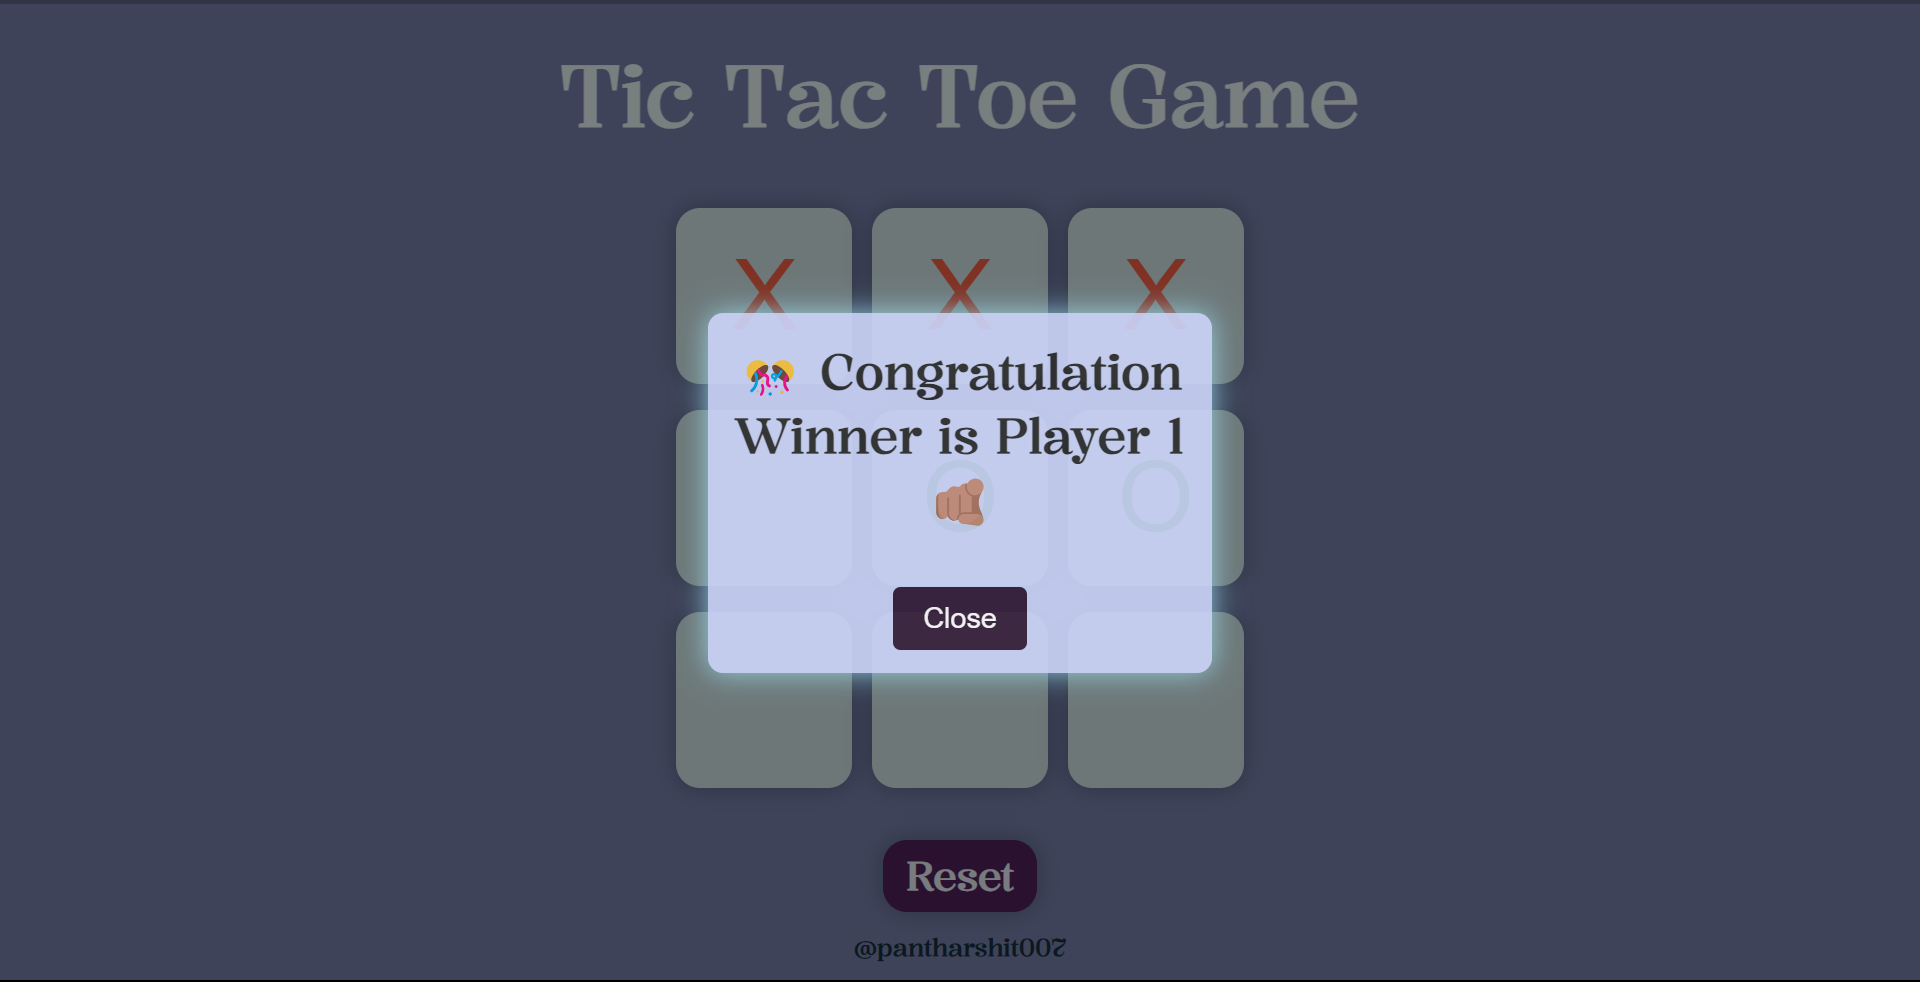 Tic Tac Toe Game
X X X
🎊 Congratulation
Winner is Player 1
🫵🏽
O O
Close
Reset
@pantharshit007